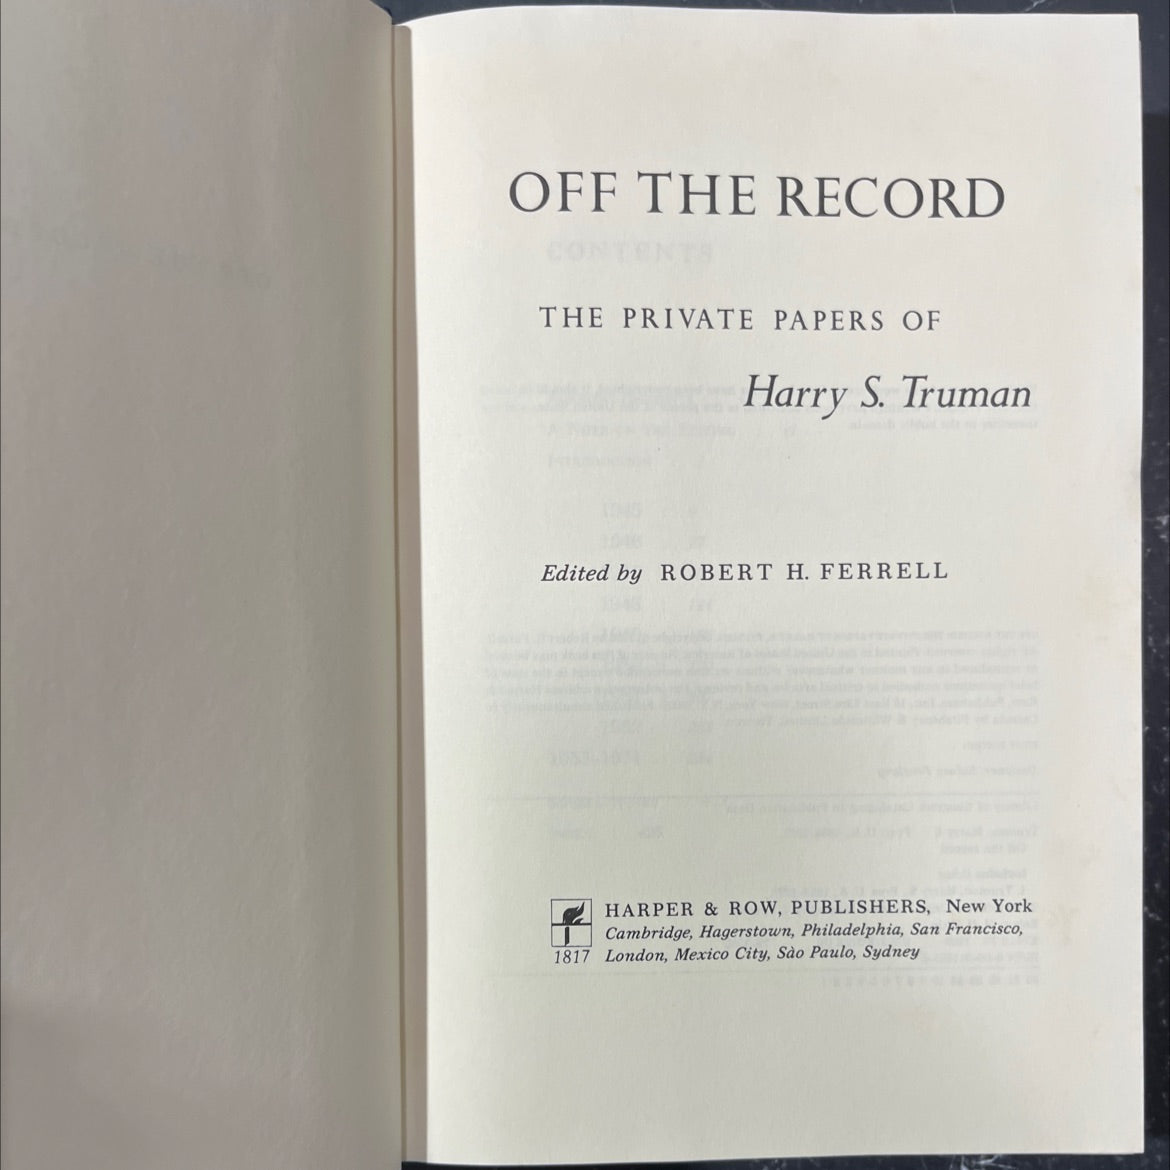 OFF THE RECORD
THE PRIVATE PAPERS OF
Harry S. Truman
Edited by ROBERT H. FERRELL
HARPER & ROW, PUBLISHERS, New York
Cambridge, Hagerstown, Philadelphia, San Francisco,
1817 London, Mexico City, Sào Paulo, Sydney